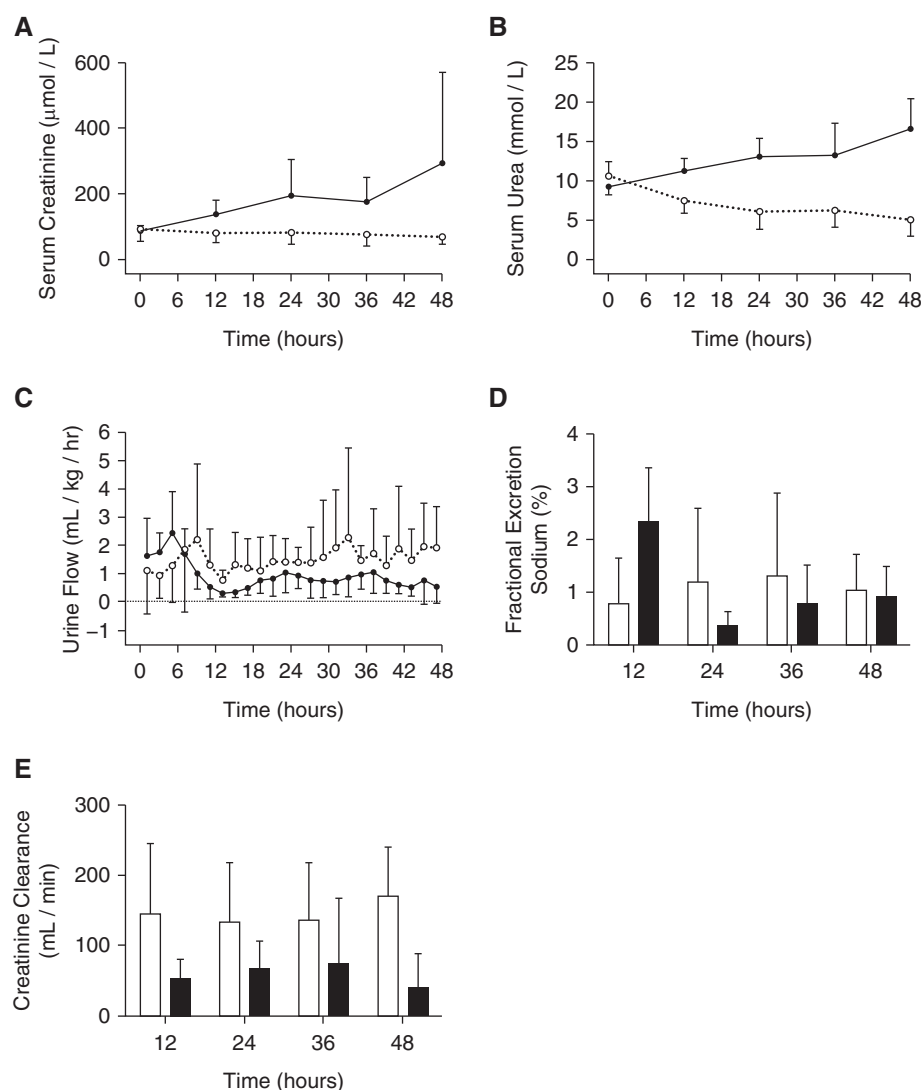 A
Serum Creatinine (μmol / L)
600
400
200
0
0 6 12 18 24 30 36 42 48
Time (hours)
B
Serum Urea (mmol / L)
25
20
15
10
5
0
0 6 12 18 24 30 36 42 48
Time (hours)
C
Urine Flow (mL / kg / hr)
6
5
4
3
2
1
0
−1
0 6 12 18 24 30 36 42 48
Time (hours)
D
Fractional Excretion
Sodium (%)
4
3
2
1
0
12 24 36 48
Time (hours)
E
Creatinine Clearance
(mL / min)
300
200
100
0
12 24 36 48
Time (hours)